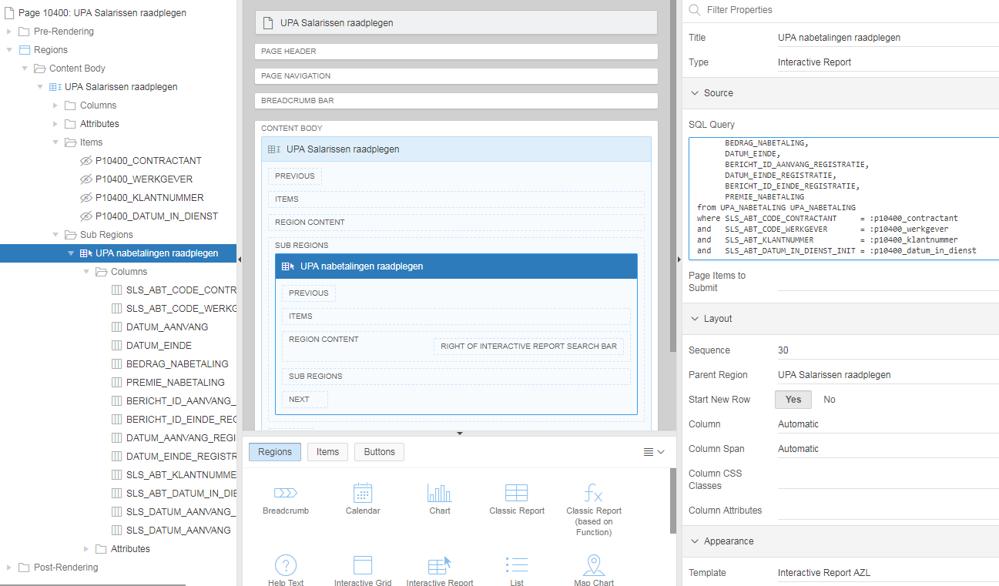 Page 10400: UPA Salarissen raadplegen
Pre-Rendering
Regions
Content Body
UPA Salarissen raadplegen
Columns
Attributes
Items
P10400_CONTRACTANT
P10400_WERKGEVER
P10400_KLANTNUMMER
P10400_DATUM_IN_DIENST
Sub Regions
UPA nabetalingen raadplegen
Columns
SLS_ABT_CODE_CONTR
SLS_ABT_CODE_WERKG
DATUM_AANVANG
DATUM_EINDE
BEDRAG_NABETALING
PREMIE_NABETALING
BERICHT_ID_AANVANG_
BERICHT_ID_EINDE_REG
DATUM_AANVANG_REGI
DATUM_EINDE_REGISTR
SLS_ABT_KLANTNUMME
SLS_ABT_DATUM_IN_DIE
SLS_DATUM_AANVANG_
SLS_DATUM_AANVANG
Attributes
Post-Rendering
UPA Salarissen raadplegen
PAGE HEADER
PAGE NAVIGATION
BREADCRUMB BAR
CONTENT BODY
UPA Salarissen raadplegen
PREVIOUS
ITEMS
REGION CONTENT
SUB REGIONS
UPA nabetalingen raadplegen
PREVIOUS
ITEMS
REGION CONTENT
RIGHT OF INTERACTIVE REPORT SEARCH BAR
SUB REGIONS
NEXT
Regions Items Buttons
Breadcrumb Calendar Chart Classic Report Classic Report
(based on
Function)
Help Text Interactive Grid Interactive Report List Map Chart
Filter Properties
Title UPA nabetalingen raadplegen
Type Interactive Report
Source
SQL Query
BEDRAG_NABETALING,
DATUM_EINDE,
BERICHT_ID_AANVANG_REGISTRATIE,
DATUM_EINDE_REGISTRATIE,
BERICHT_ID_EINDE_REGISTRATIE,
PREMIE_NABETALING
from UPA_NABETALING UPA_NABETALING
where SLS_ABT_CODE_CONTRACTANT = :p10400_contractant
and SLS_ABT_CODE_WERKGEVER = :p10400_werkgever
and SLS_ABT_KLANTNUMMER = :p10400_klantnummer
and SLS_ABT_DATUM_IN_DIENST_INIT = :p10400_datum_in_dienst
Page Items to
Submit
Layout
Sequence 30
Parent Region UPA Salarissen raadplegen
Start New Row Yes No
Column Automatic
Column Span Automatic
Column CSS
Classes
Column Attributes
Appearance
Template Interactive Report AZL